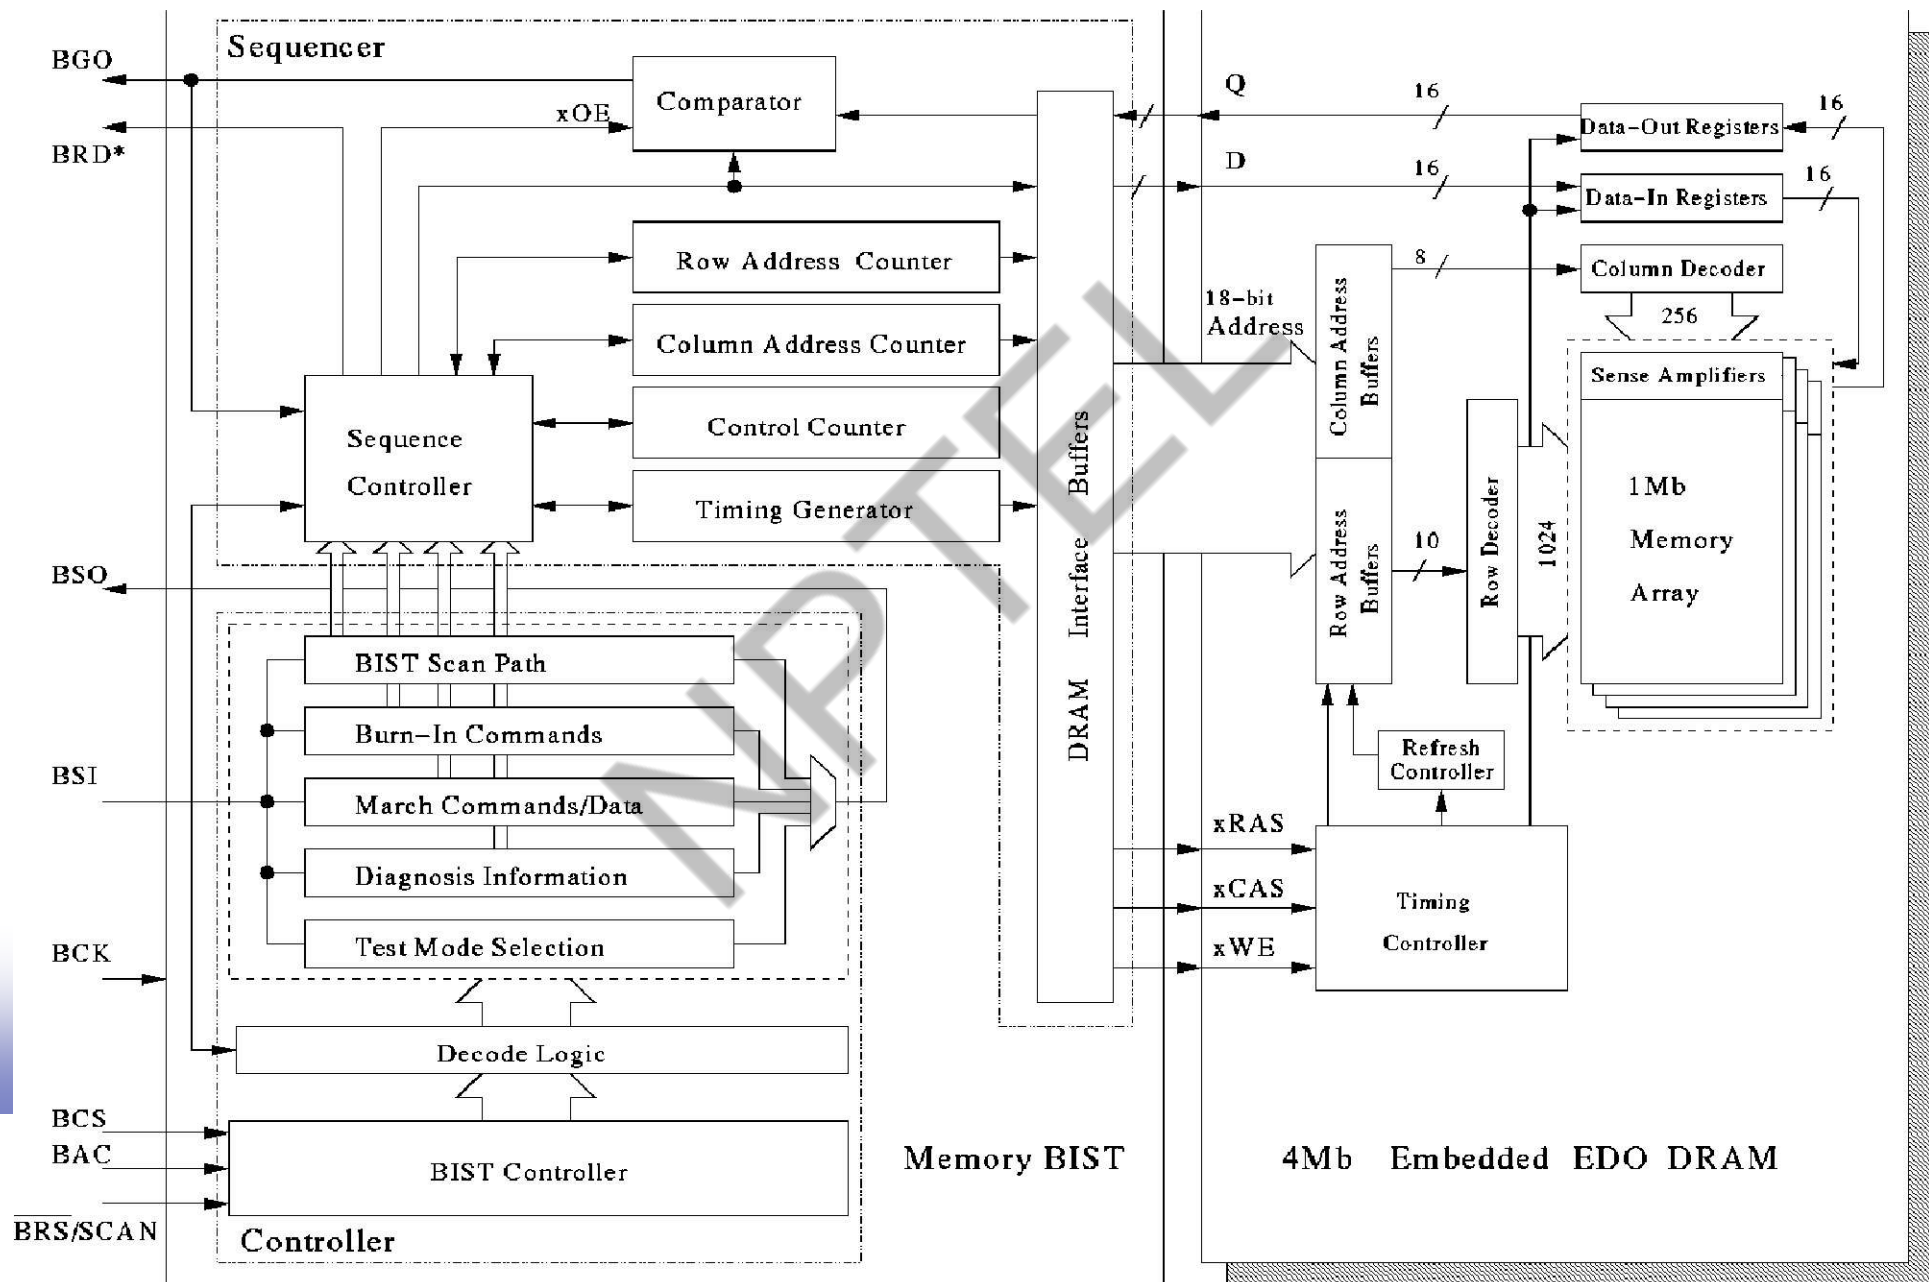 Sequencer
BGO
Comparator
xOE
BRD*
Q
16
Data-Out Registers
16
D
16
Data-In Registers
16
Row Address Counter
Column Address Counter
Control Counter
Timing Generator
Sequence
Controller
DRAM Interface Buffers
18-bit
Address
Column Address
Buffers
Row Address
Buffers
8
Column Decoder
256
Sense Amplifiers
10
Row Decoder
1024
1Mb
Memory
Array
BSO
BIST Scan Path
Burn-In Commands
BSI
March Commands/Data
Diagnosis Information
Test Mode Selection
Refresh
Controller
xRAS
xCAS
xWE
Timing
Controller
BCK
Decode Logic
BCS
BAC
BRS/SCAN
BIST Controller
Controller
Memory BIST
4Mb Embedded EDO DRAM
NPTEL